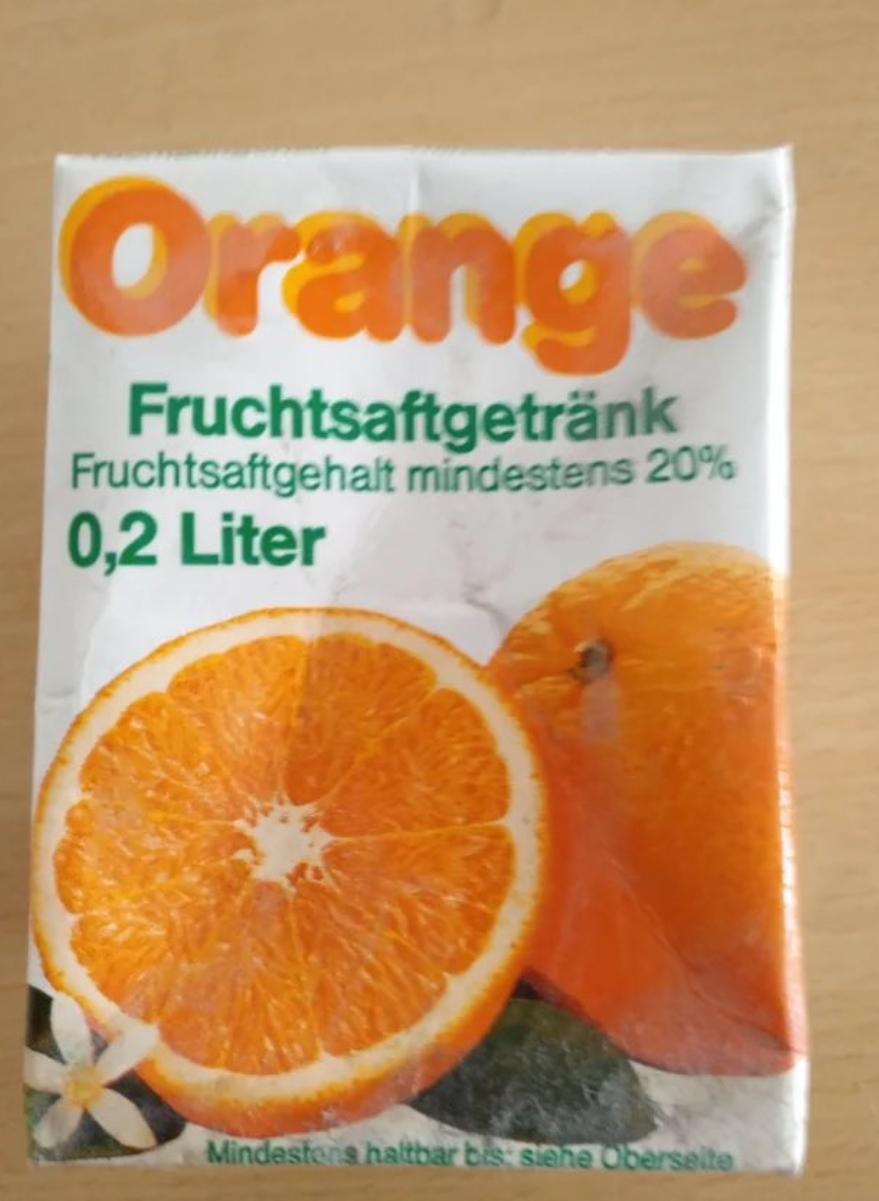 Orange
Fruchtsaftgetränk
Fruchtsaftgehalt mindestens 20%
0,2 Liter
Mindestens haltbar bis: siehe Oberseite